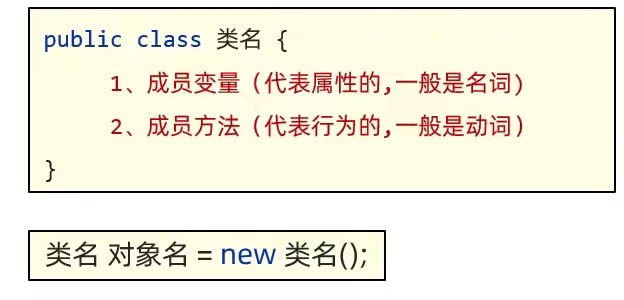 public class 类名 {
1、成员变量（代表属性的,一般是名词)
2、成员方法（代表行为的,一般是动词）
}
类名 对象名 = new 类名();